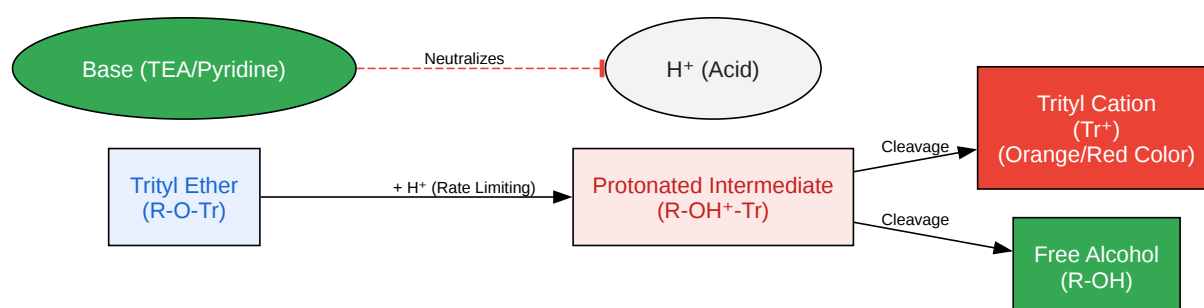 Base (TEA/Pyridine)
Neutralizes
H⁺ (Acid)
Trityl Cation
(Tr⁺)
(Orange/Red Color)
Trityl Ether
(R-O-Tr)
+ H⁺ (Rate Limiting)
Protonated Intermediate
(R-OH⁺-Tr)
Cleavage
Cleavage
Free Alcohol
(R-OH)